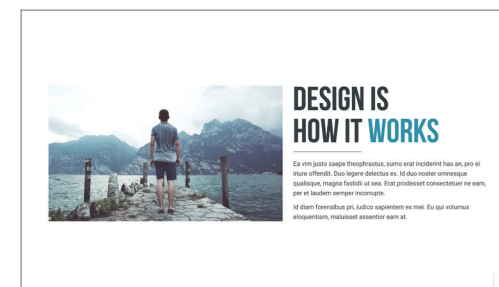 DESIGN IS
HOW IT WORKS
Ea vim justo saepe theophrastus, sumo erat inciderint has an, pro ei
iriure offendit. Duo legere delectus ex. Id duo noster omnesque
qualisque, magna fastidii ut sea. Erat prodesset consectetuer ne eam,
per et laudem semper incorrupte.
Id diam forensibus pri, iudico sapientem ex mei. Eu qui volumus
eloquentiam, maluisset assentior eam at.